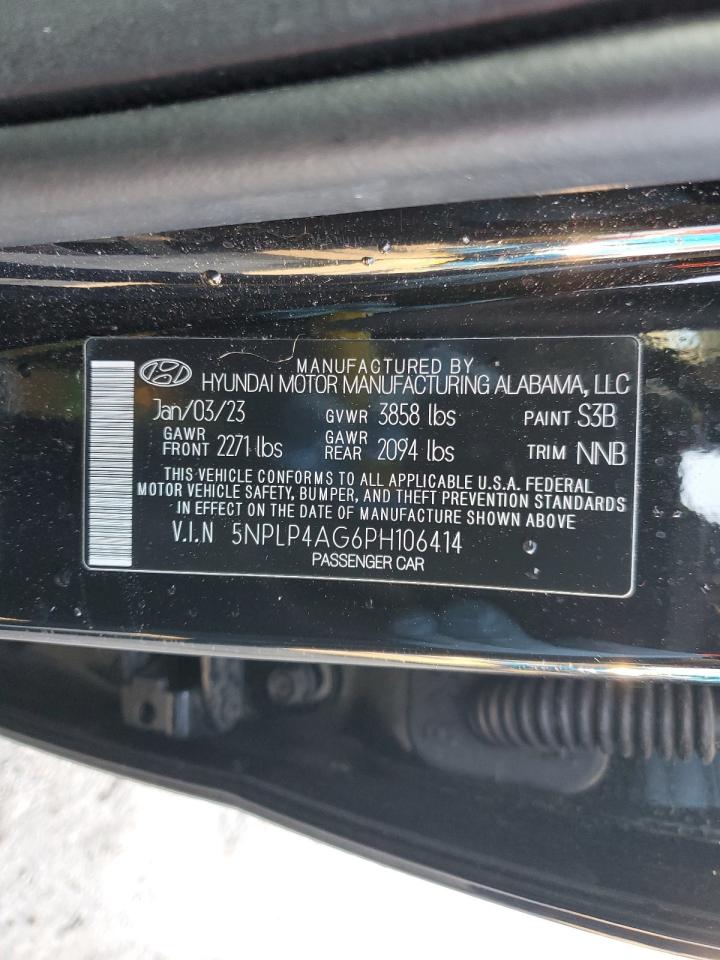 MANUFACTURED BY
HYUNDAI MOTOR MANUFACTURING ALABAMA, LLC
Jan/03/23 GVWR 3858 lbs PAINT S3B
GAWR FRONT 2271 lbs GAWR REAR 2094 lbs TRIM NNB
THIS VEHICLE CONFORMS TO ALL APPLICABLE U.S.A. FEDERAL
MOTOR VEHICLE SAFETY, BUMPER, AND THEFT PREVENTION STANDARDS
IN EFFECT ON THE DATE OF MANUFACTURE SHOWN ABOVE
V.I.N 5NPLP4AG6PH106414
PASSENGER CAR